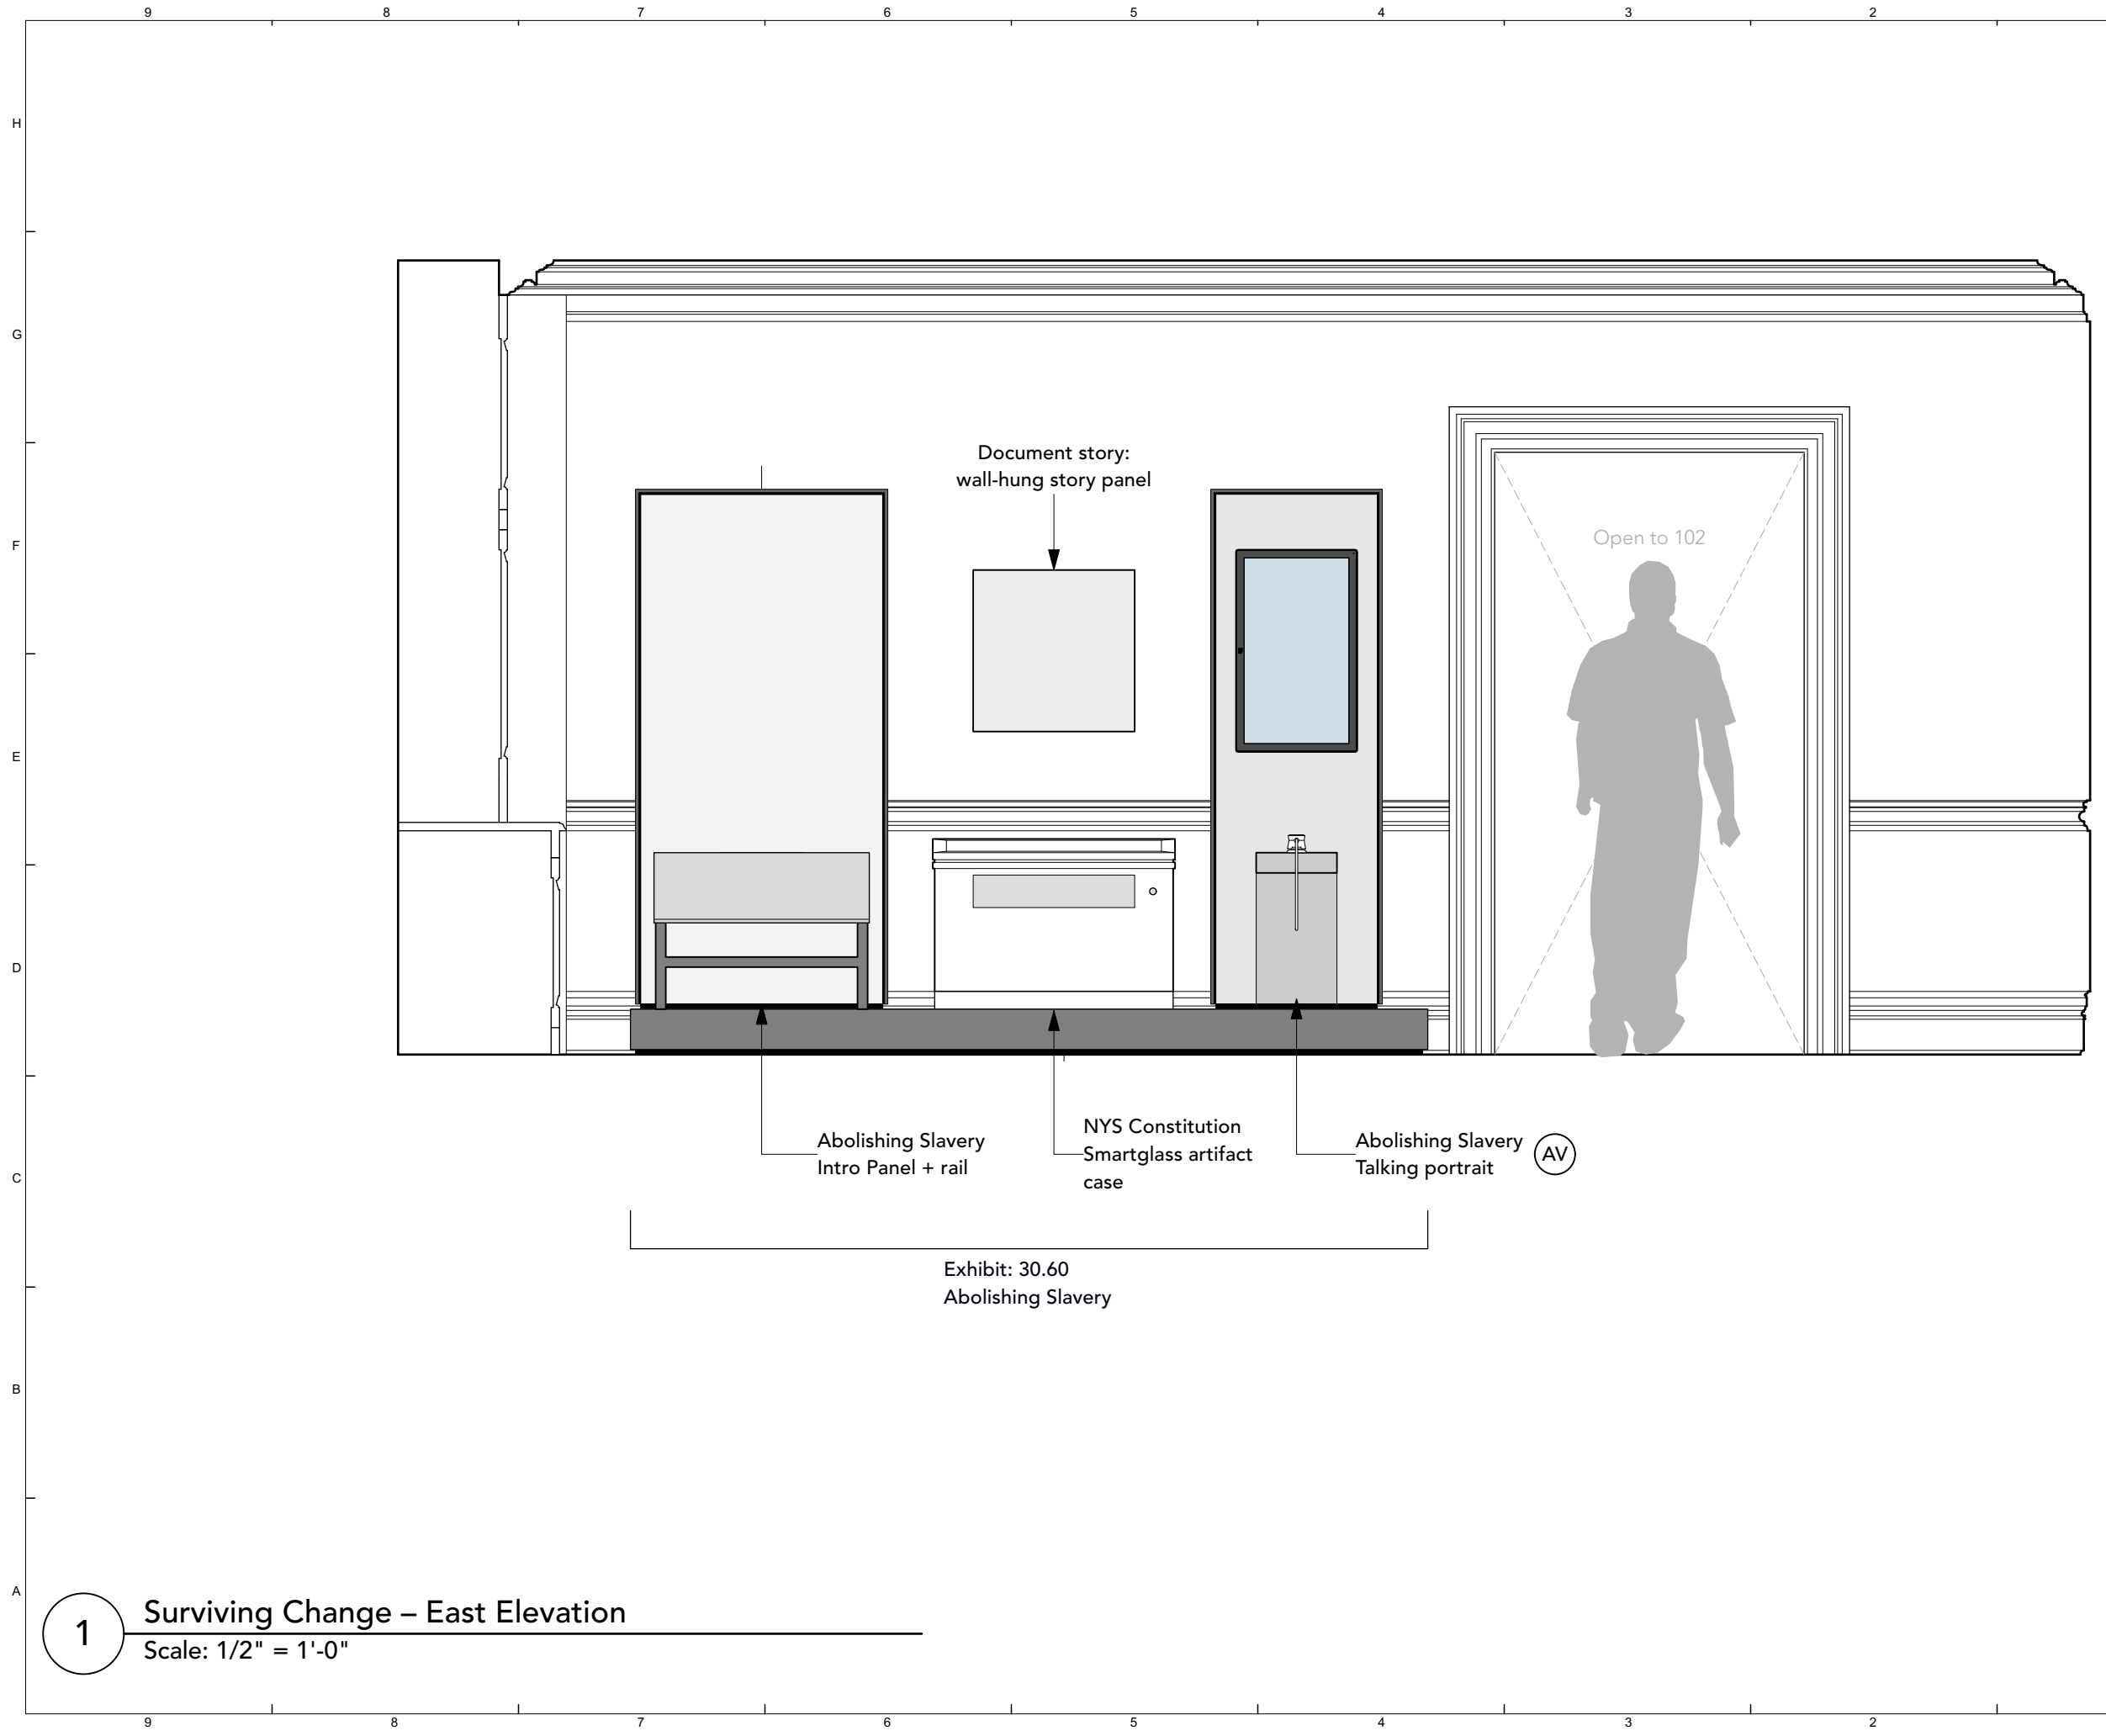 9 8 7 6 5 4 3 2
H
G
F
E
D
C
B
A
Document story:
wall-hung story panel
Open to 102
Abolishing Slavery
Intro Panel + rail
NYS Constitution
Smartglass artifact
case
Abolishing Slavery
Talking portrait
AV
Exhibit: 30.60
Abolishing Slavery
1
Surviving Change – East Elevation
Scale: 1/2" = 1'-0"
9 8 7 6 5 4 3 2